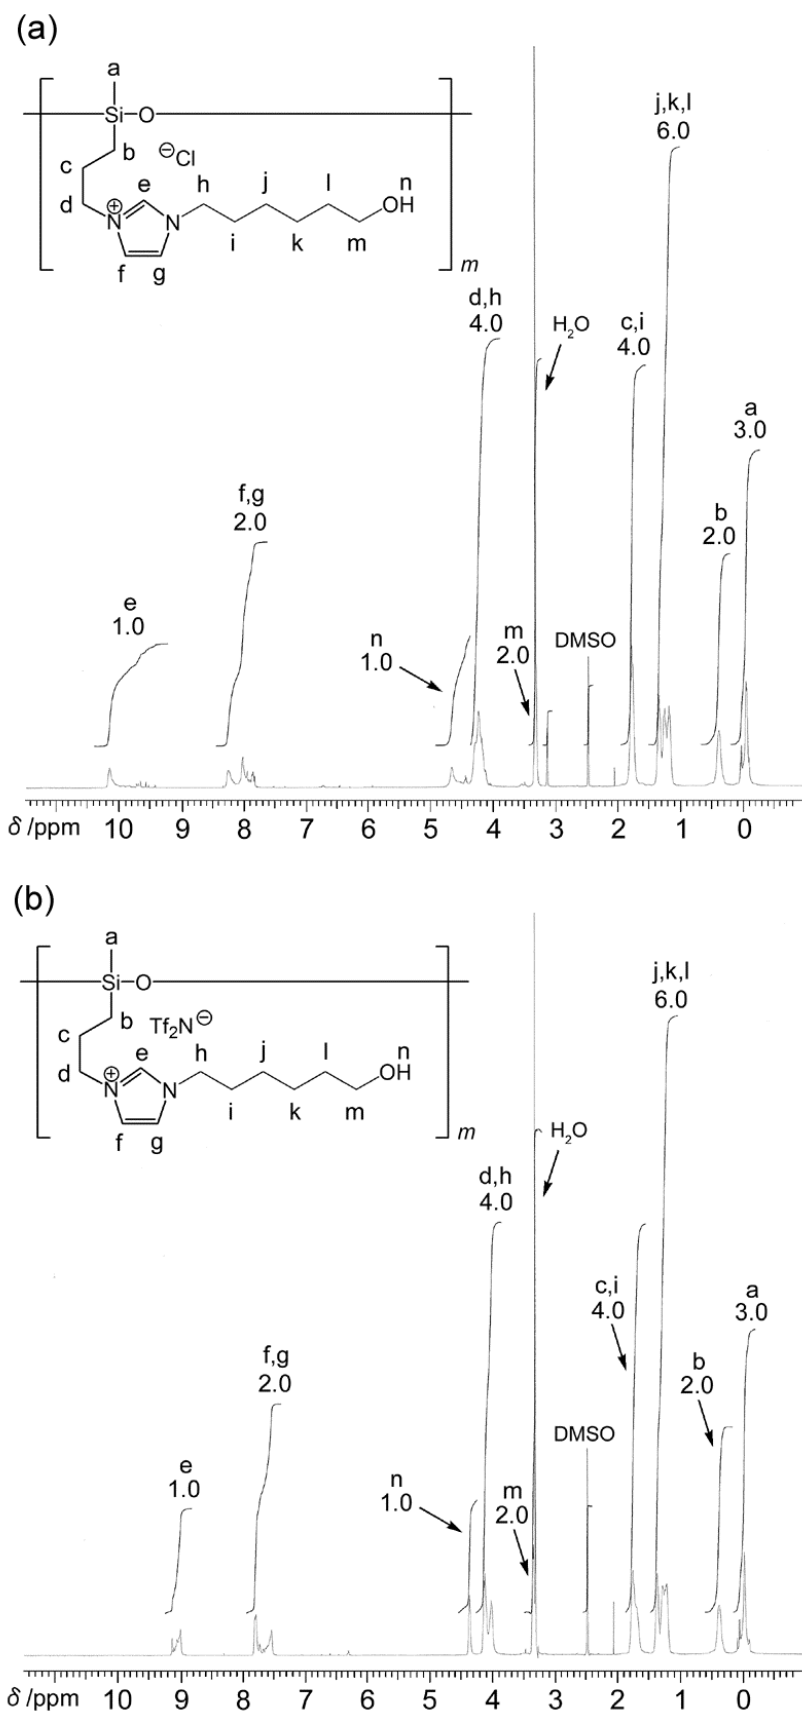 (a)
a
Si–O
b
⊖Cl
c
d
e
h
j
l
n
OH
⊕
N
N
i
k
m
f
g
m
j,k,l
6.0
d,h
4.0
H₂O
c,i
4.0
a
3.0
f,g
2.0
b
2.0
e
1.0
n
1.0
m
2.0
DMSO
δ /ppm 10 9 8 7 6 5 4 3 2 1 0
(b)
a
Si–O
b
Tf₂N⊖
c
d
e
h
j
l
n
OH
⊕
N
N
i
k
m
f
g
m
j,k,l
6.0
H₂O
d,h
4.0
c,i
4.0
a
3.0
f,g
2.0
b
2.0
DMSO
e
1.0
n
1.0
m
2.0
δ /ppm 10 9 8 7 6 5 4 3 2 1 0